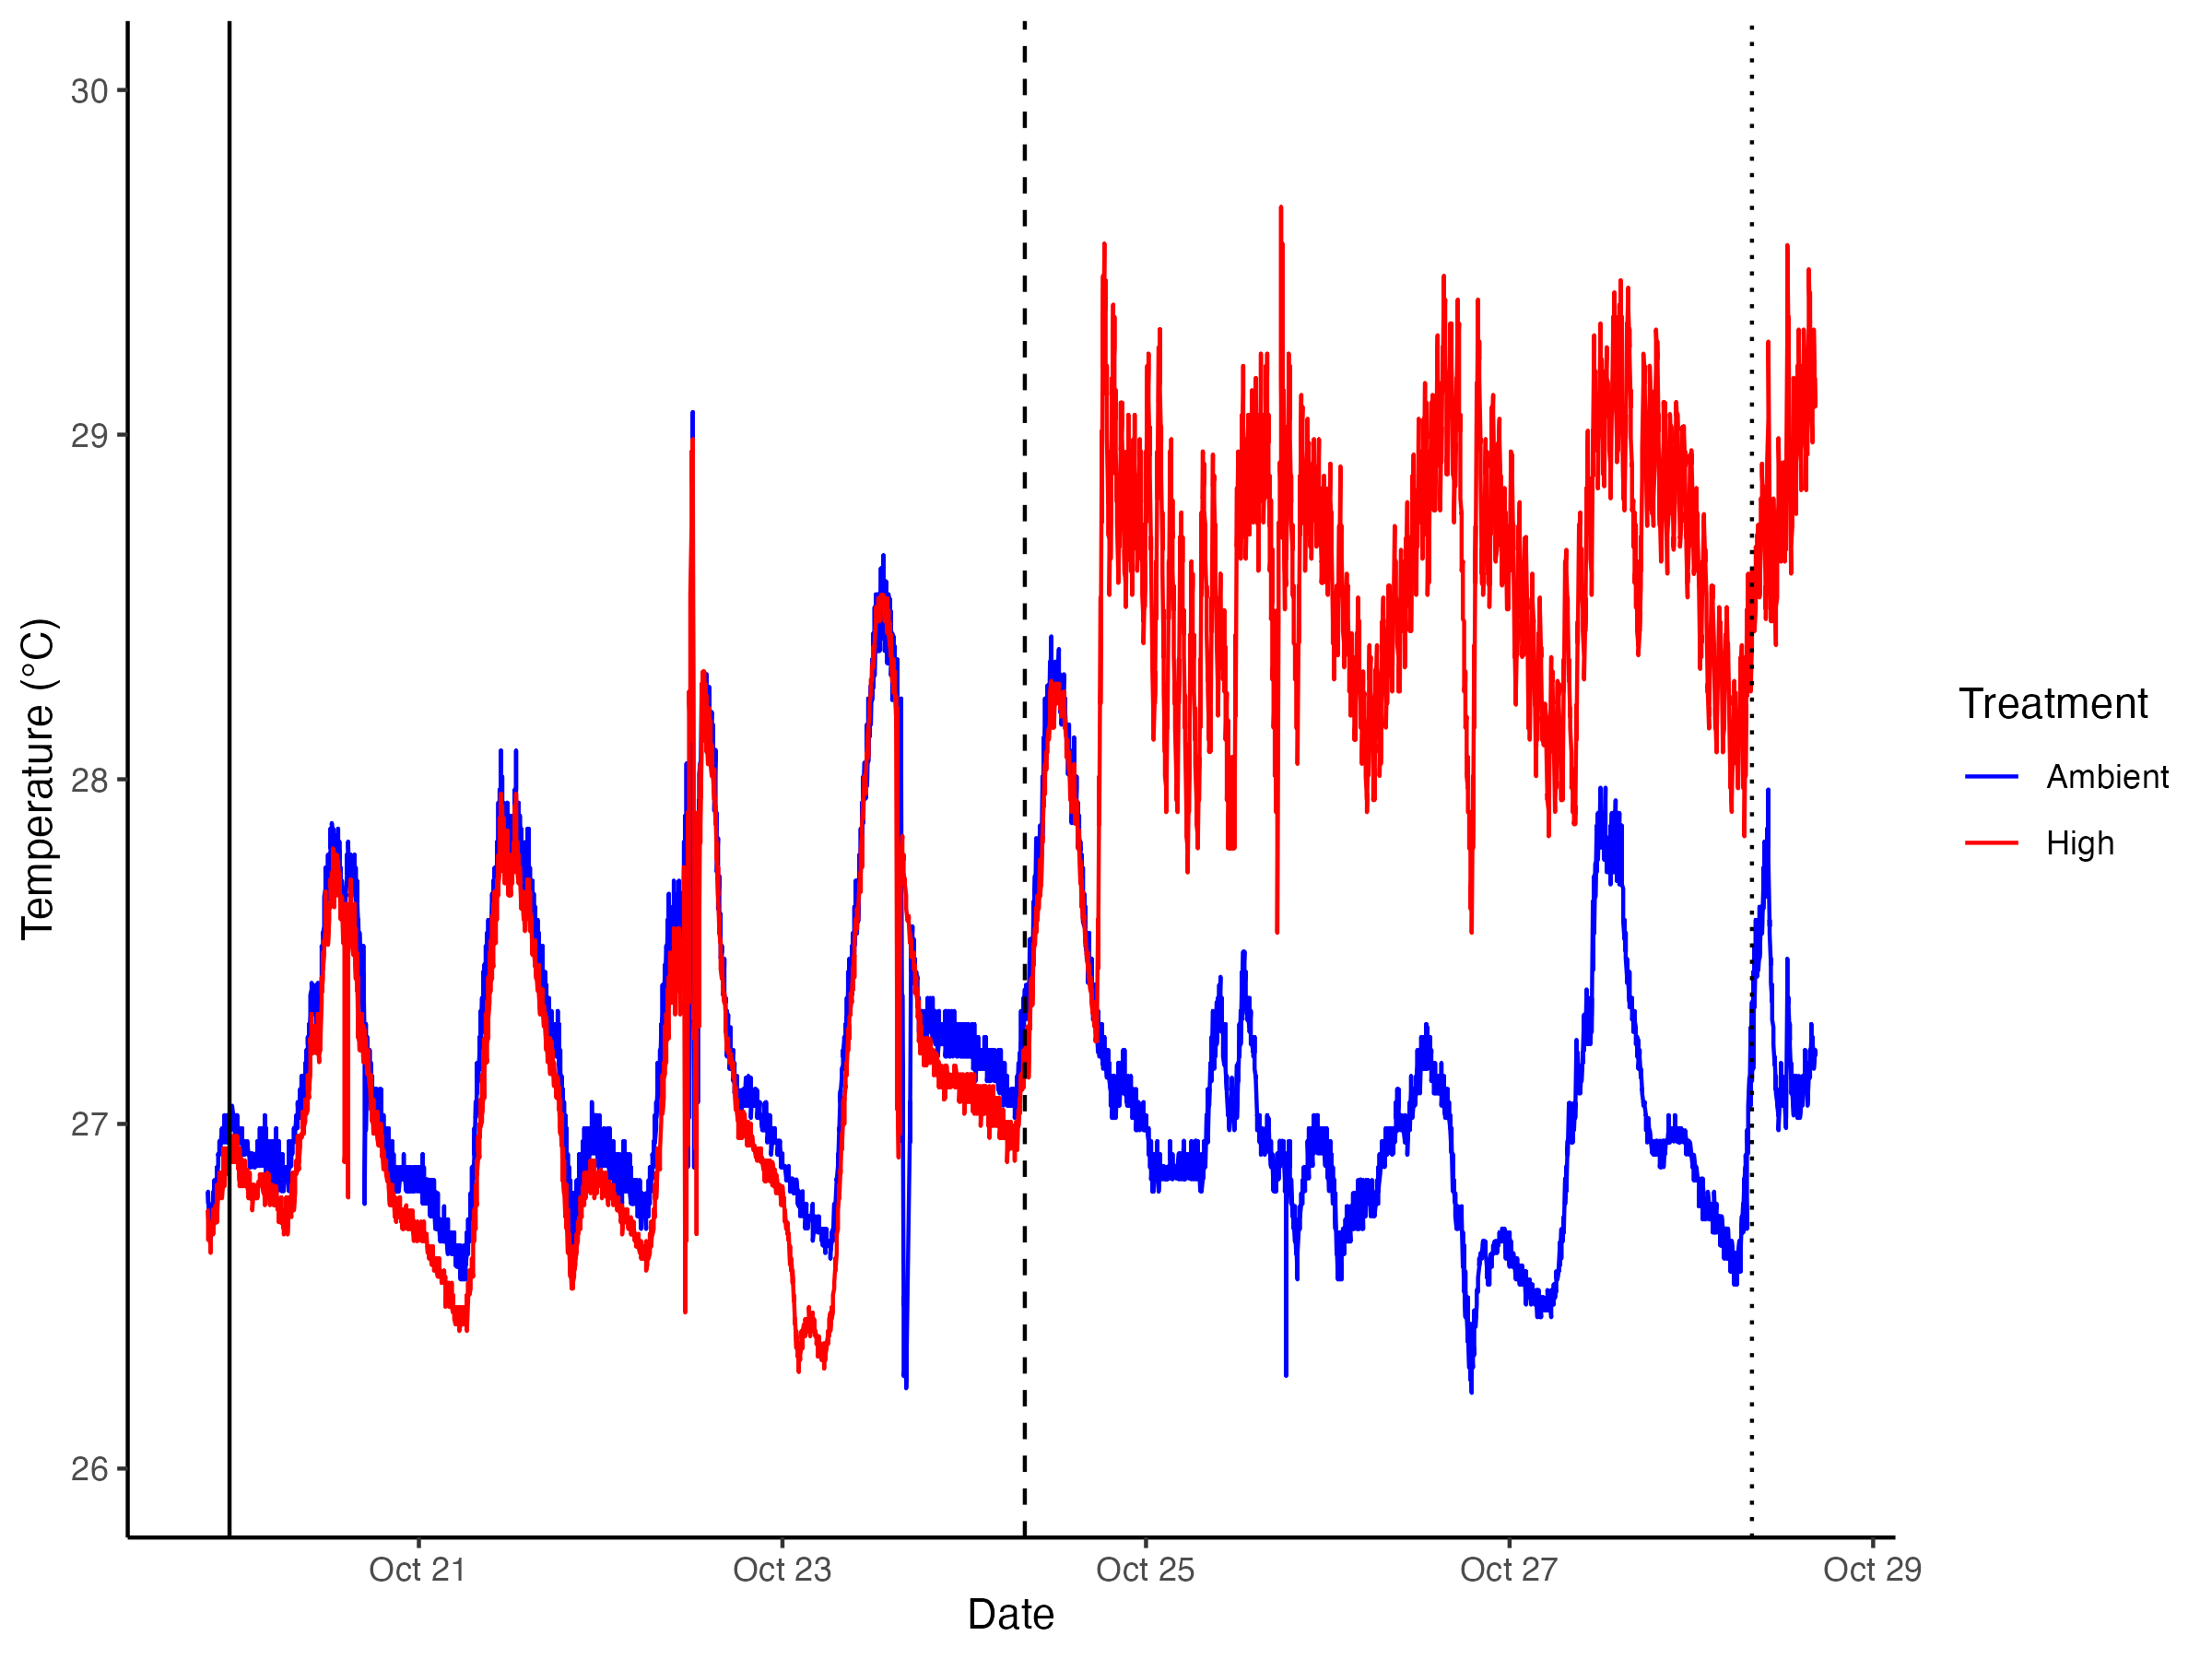 30
29
28
27
26
Temperature (°C)
Oct 21
Oct 23
Oct 25
Oct 27
Oct 29
Date
Treatment
Ambient
High